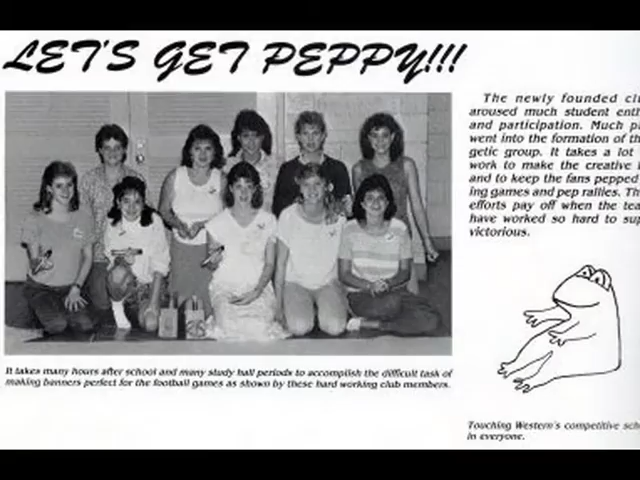 LET'S GET PEPPY!!!
The newly founded clu
aroused much student enth
and participation. Much pl
went into the formation of th
getic group. It takes a lot
work to make the creative
and to keep the fans pepped
ing games and pep rallies. Th
efforts pay off when the tea
have worked so hard to sup
victorious.
It takes many hours after school and many study hall periods to accomplish the difficult task of
making banners perfect for the football games as shown by these hard working club members.
Touching Western's competitive sch
in everyone.